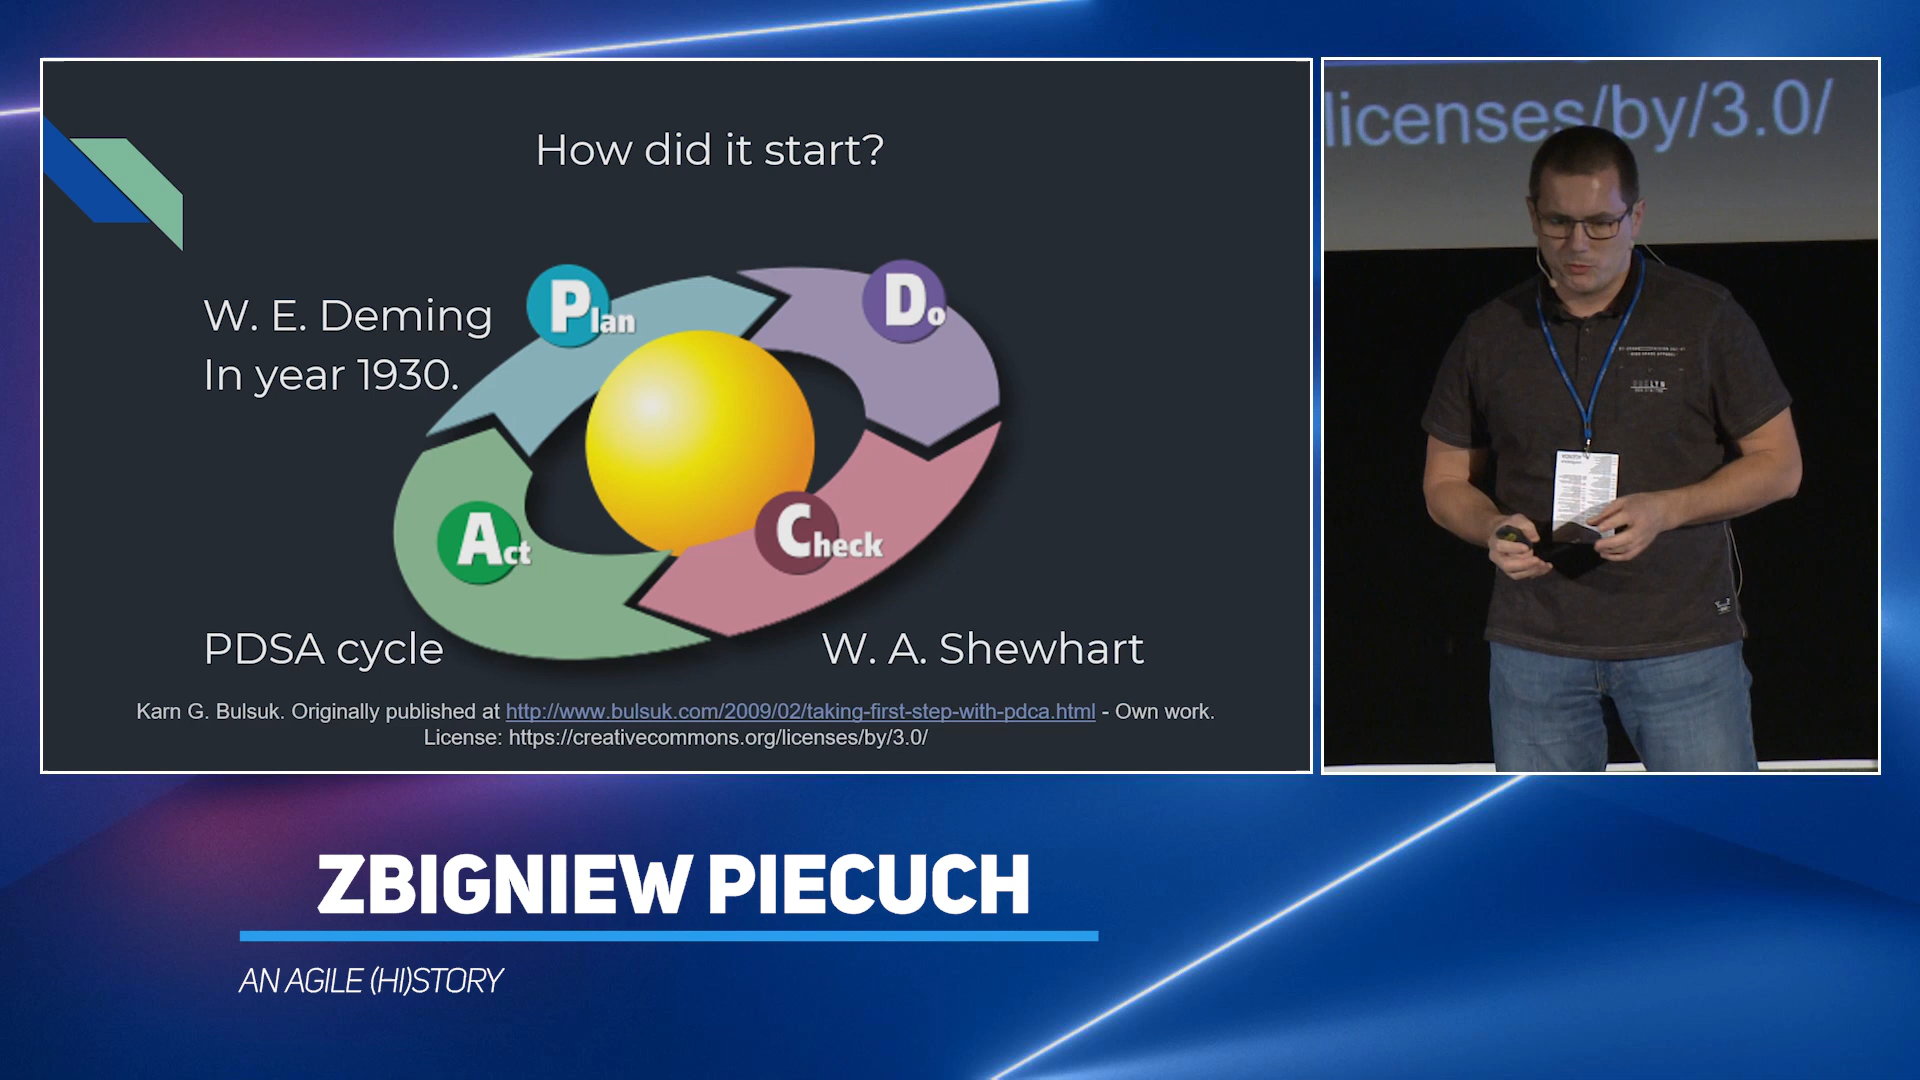 How did it start?
W. E. Deming
In year 1930.
Plan
Do
Check
Act
PDSA cycle
W. A. Shewhart
Karn G. Bulsuk. Originally published at http://www.bulsuk.com/2009/02/taking-first-step-with-pdca.html - Own work.
License: https://creativecommons.org/licenses/by/3.0/
licenses/by/3.0/
ZBIGNIEW PIECUCH
AN AGILE (HI)STORY